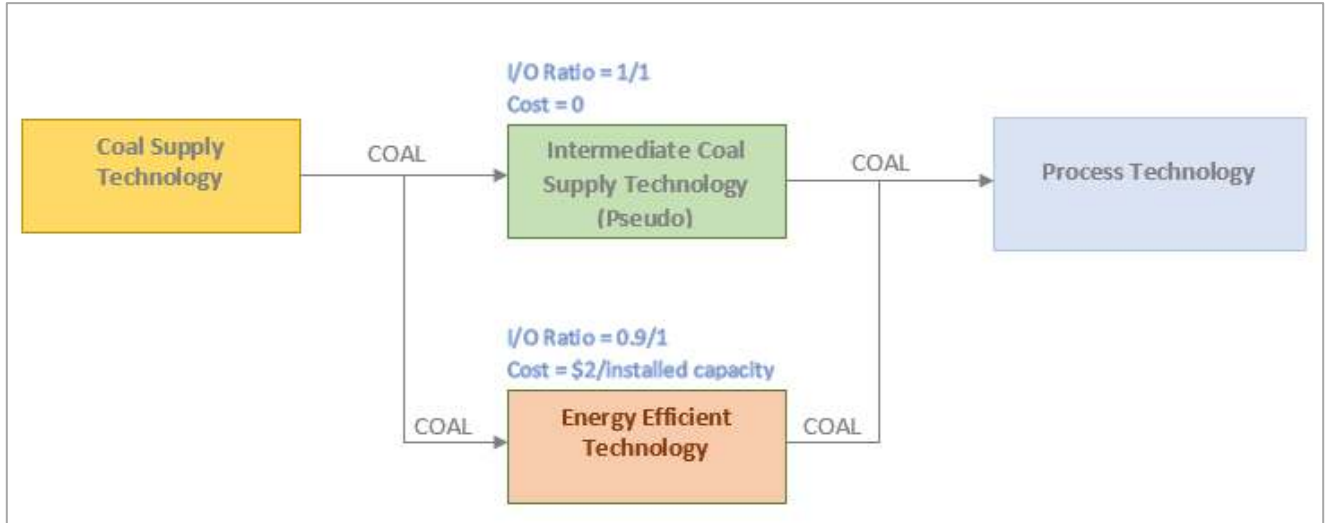 I/O Ratio = 1/1
Cost = 0
Coal Supply
Technology
COAL
Intermediate Coal
Supply Technology
(Pseudo)
COAL
Process Technology
I/O Ratio = 0.9/1
Cost = $2/installed capacity
COAL
Energy Efficient
Technology
COAL